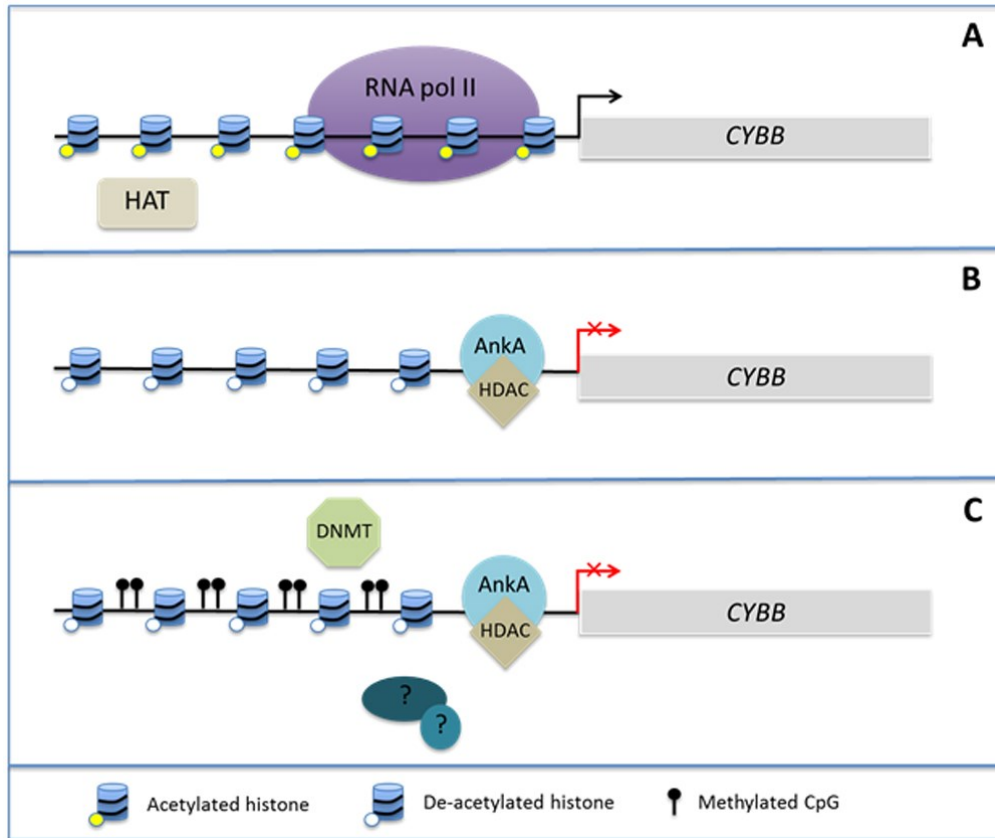 A
RNA pol II
CYBB
HAT
B
AnkA
HDAC
CYBB
C
DNMT
AnkA
HDAC
CYBB
?
?
Acetylated histone
De-acetylated histone
Methylated CpG